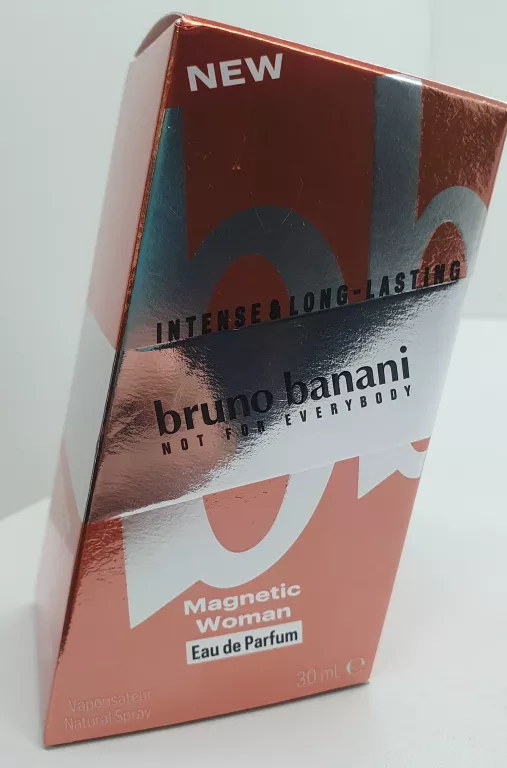 NEW
bb
INTENSE & LONG-LASTING
bruno banani
NOT FOR EVERYBODY
Magnetic
Woman
Eau de Parfum
30 ml ℮
Vaporisateur
Natural Spray